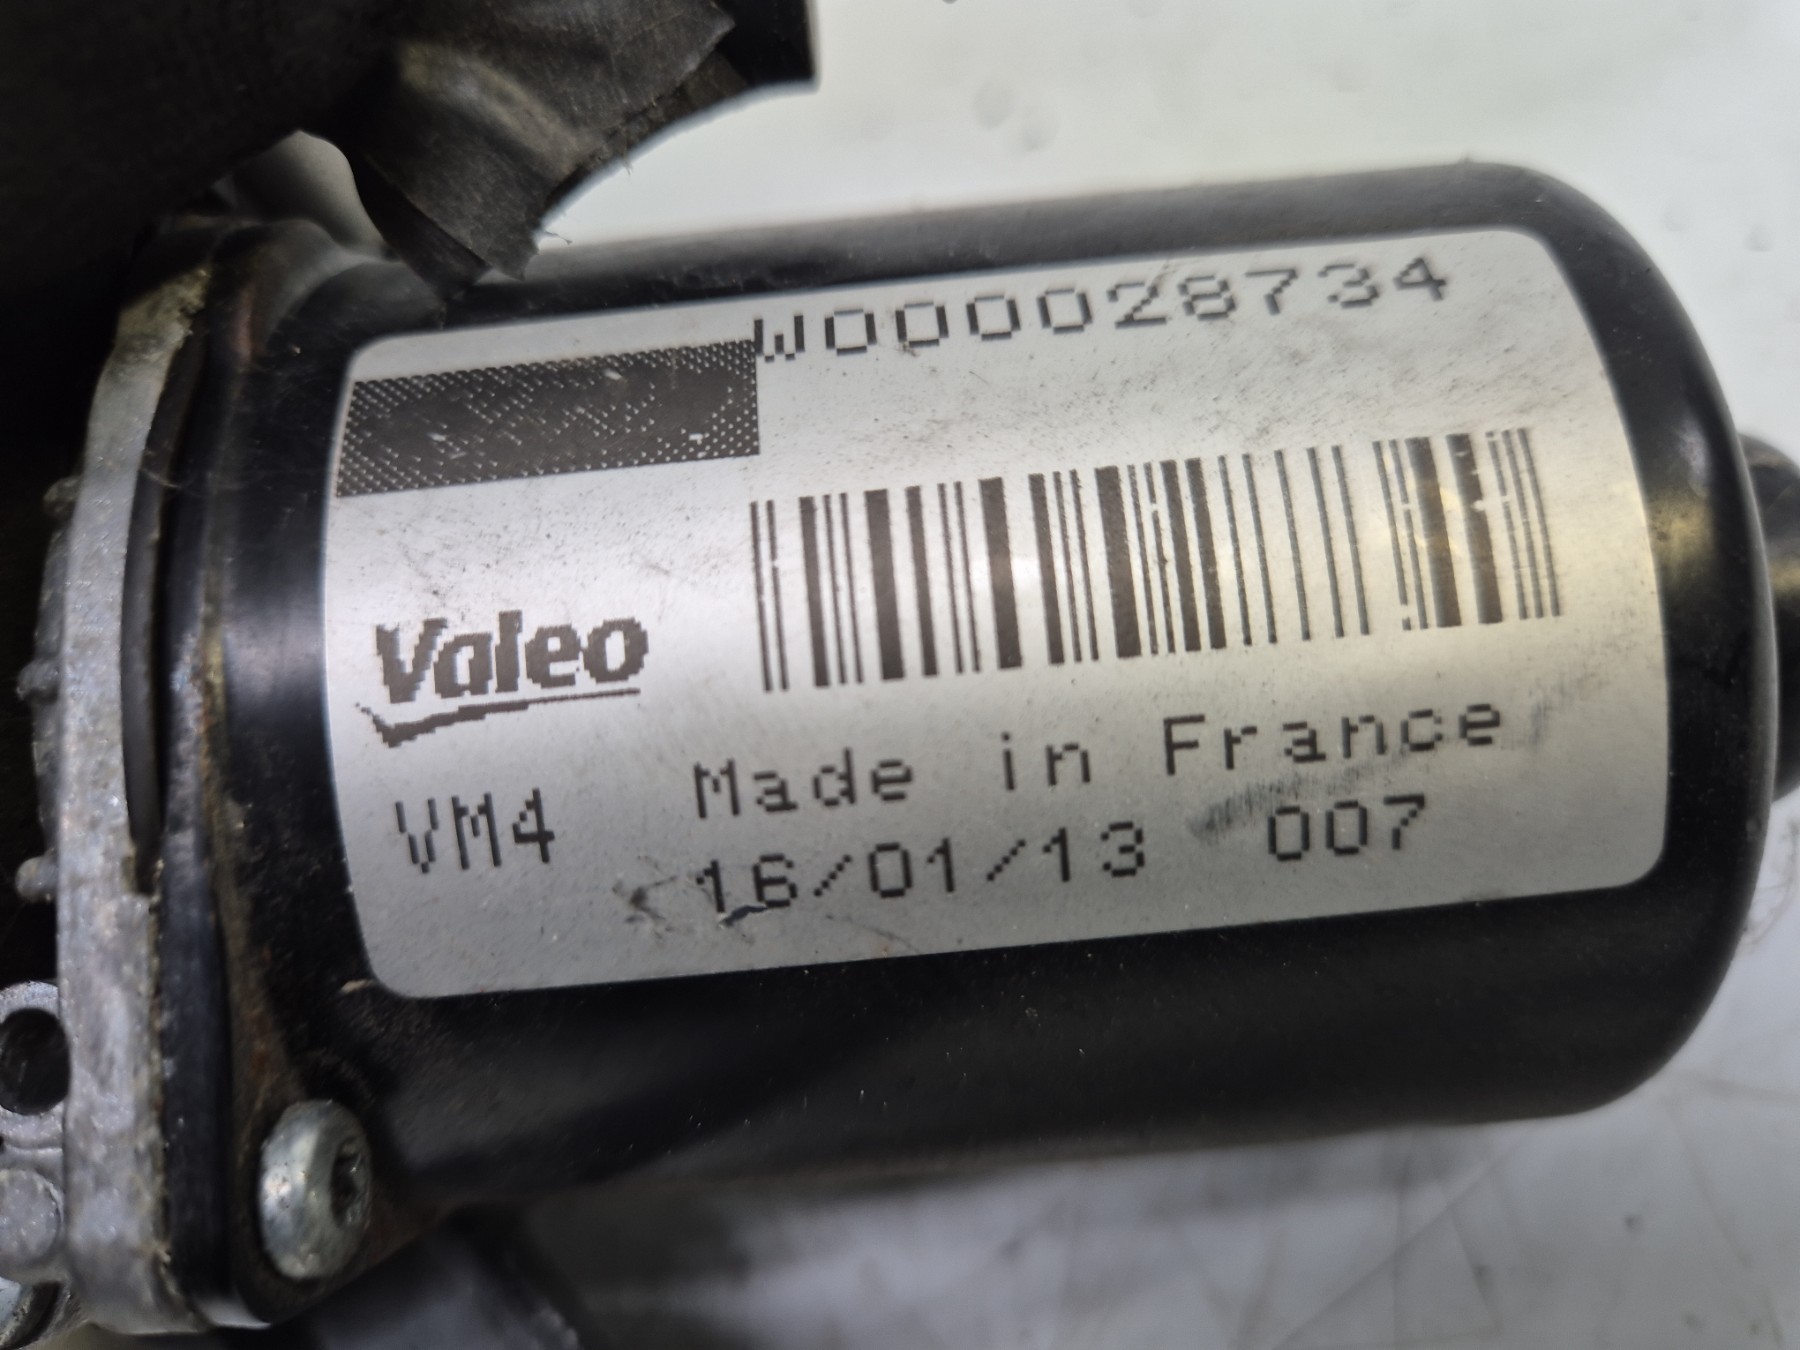 W000028734
Valeo
VM4
Made in France
16/01/13 007